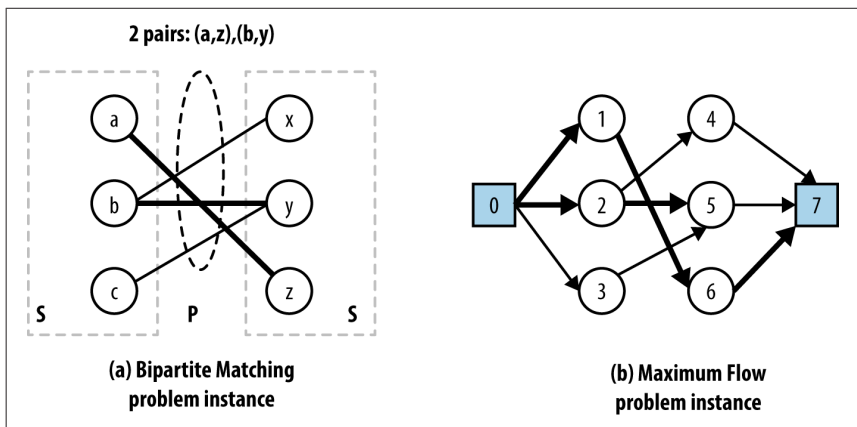 2 pairs: (a,z),(b,y)
a
x
b
y
c
z
S
P
S
(a) Bipartite Matching
problem instance
1
4
0
2
5
7
3
6
(b) Maximum Flow
problem instance